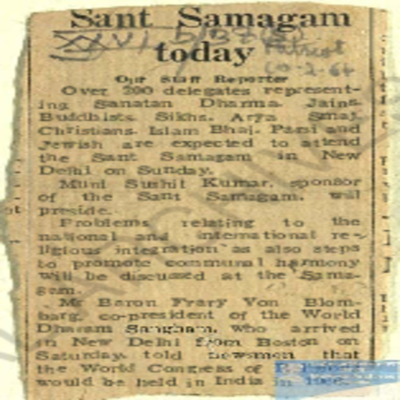 Sant Samagam
today
XXVI
Patriot
Our Staff Reporter
Over 200 delegates represent-
ing Sanatan Dharma, Jains,
Buddhists, Sikhs, Arya Smaj,
Christians, Islam Bhai, Parsi and
Jewish are expected to attend
the Sant Samagam in New
Delhi on Sunday.
Muni Sushil Kumar, sponsor
of the Sant Samagam, will
preside.
Problems relating to the
national and international re-
ligious integration as also steps
to promote communal harmony
will be discussed at the Sama-
gam.
Mr Baron Frary Von Blom-
barg, co-president of the World
Dharam Sangham, who arrived
in New Delhi from Boston on
Saturday, told newsmen that
the World Congress of
would be held in India in